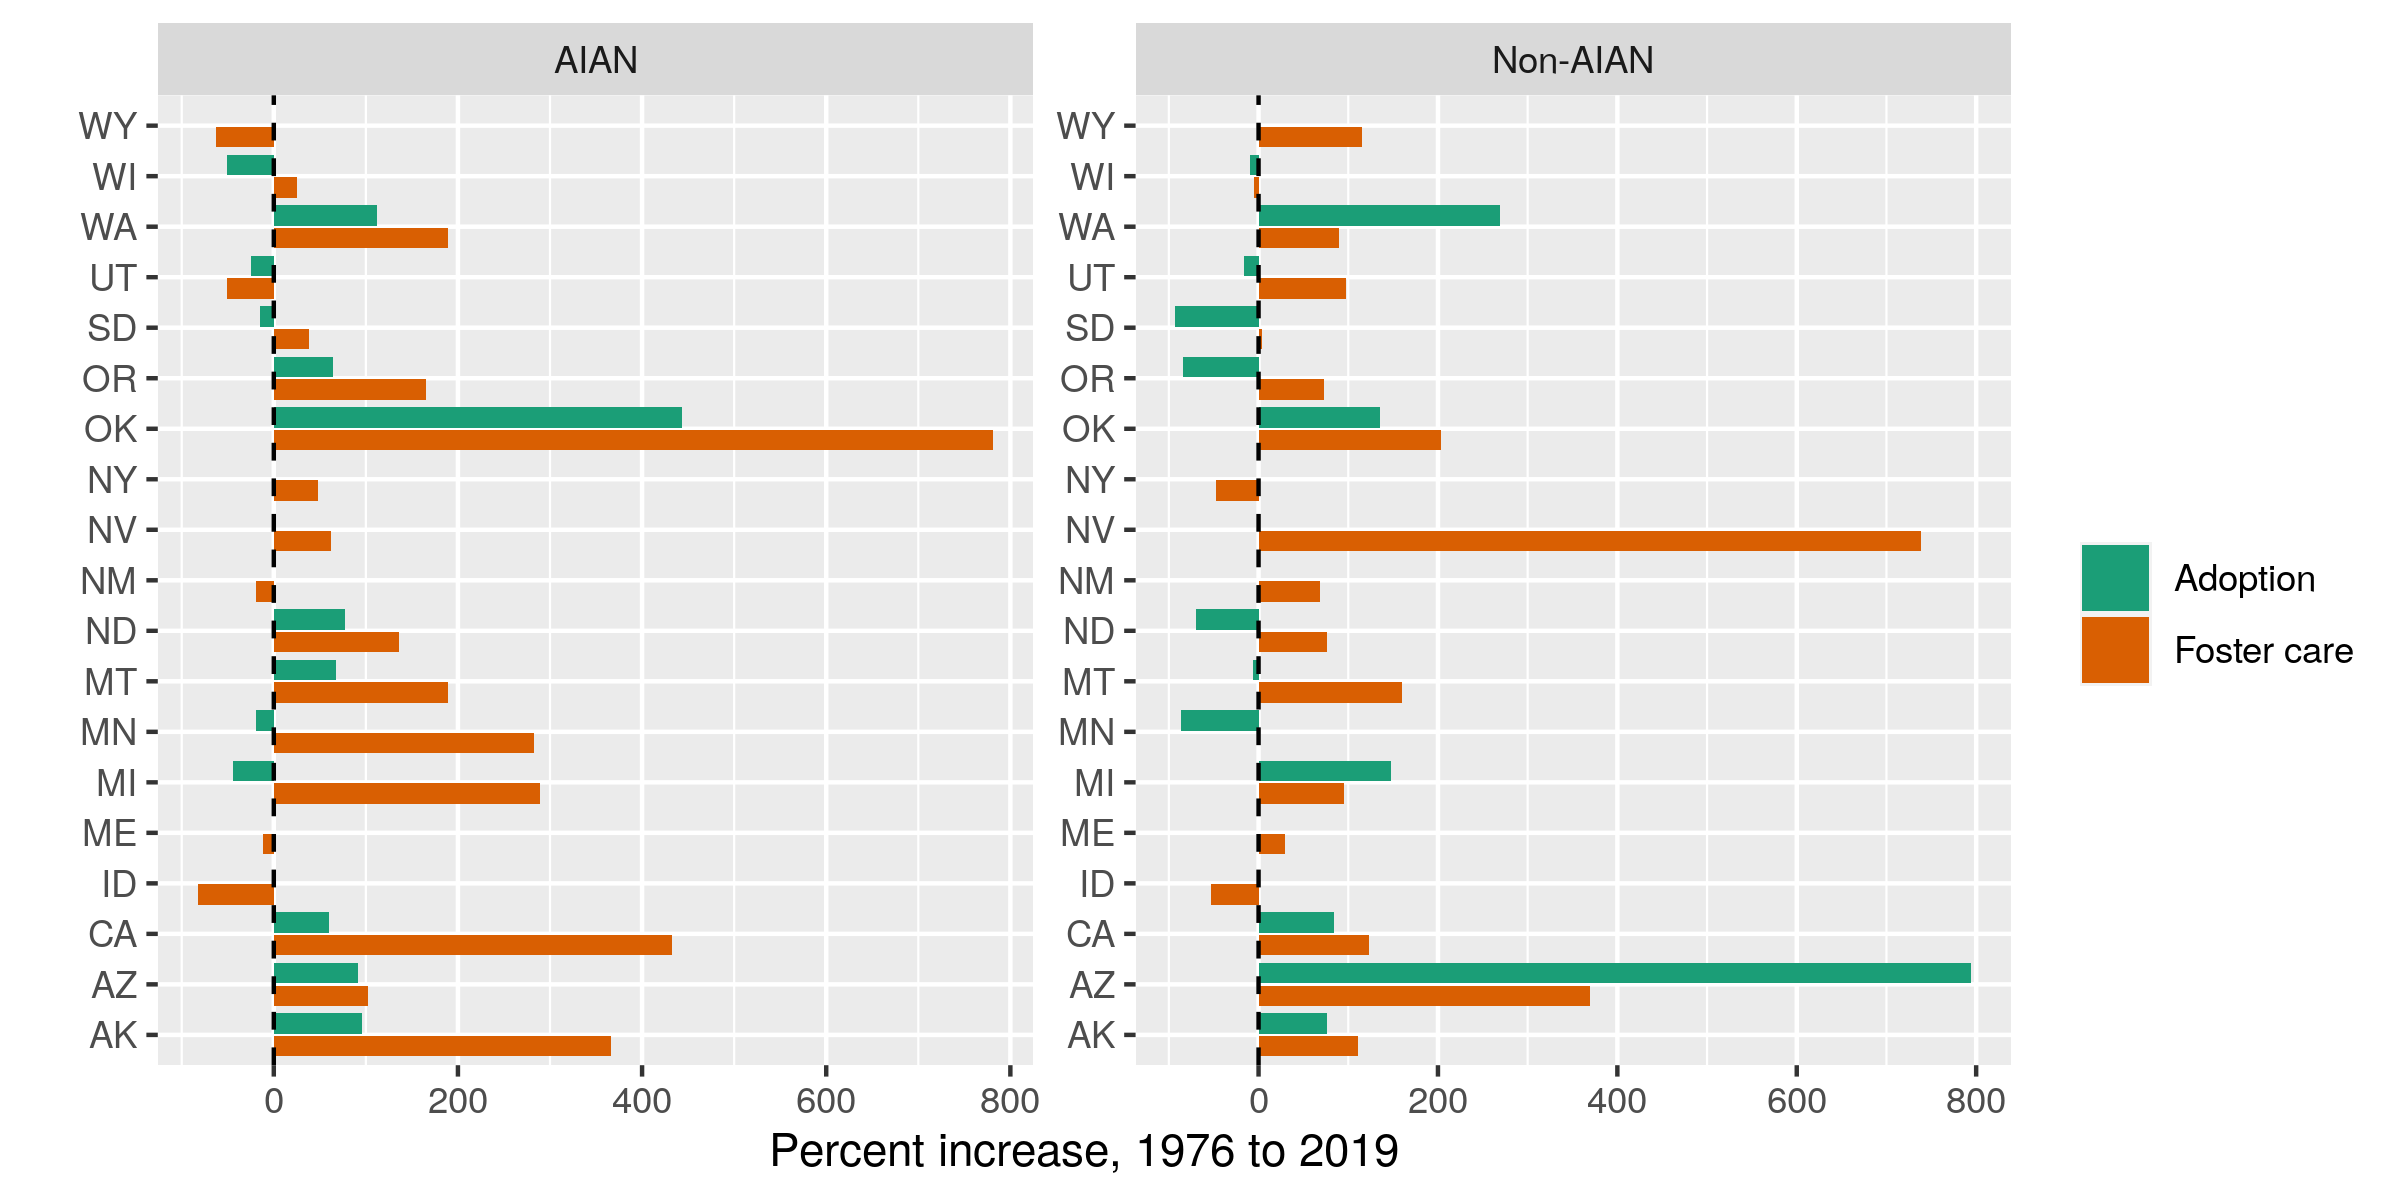 AIAN
Non-AIAN
WY
WI
WA
UT
SD
OR
OK
NY
NV
NM
ND
MT
MN
MI
ME
ID
CA
AZ
AK
0 200 400 600 800
WY
WI
WA
UT
SD
OR
OK
NY
NV
NM
ND
MT
MN
MI
ME
ID
CA
AZ
AK
0 200 400 600 800
Percent increase, 1976 to 2019
Adoption
Foster care